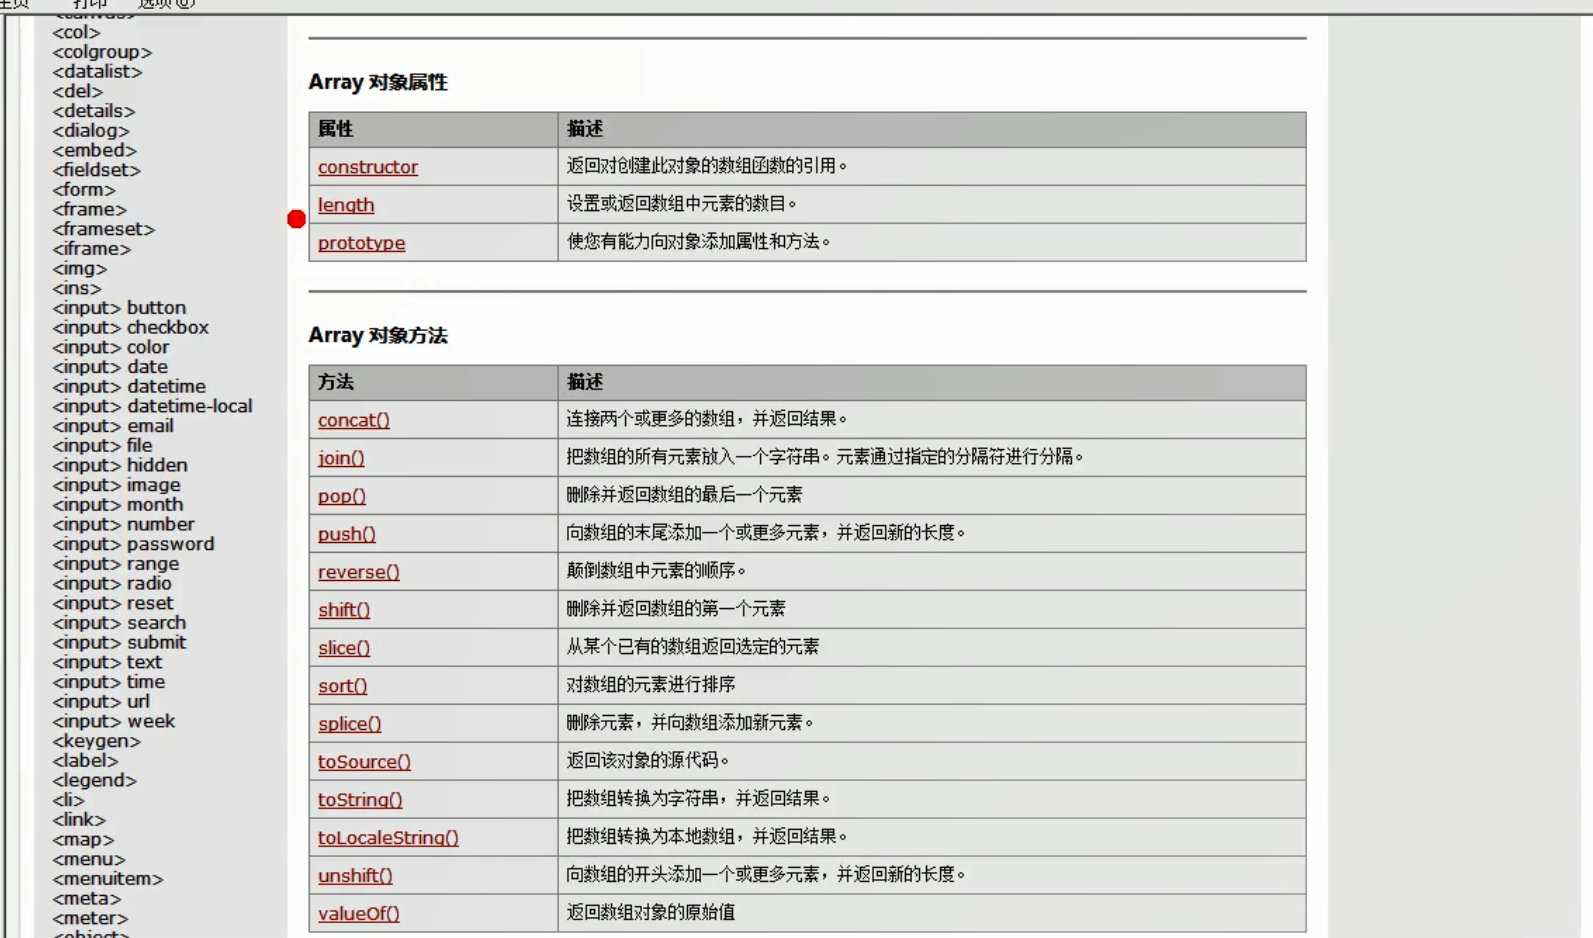 主页 打印 选项(O)
<canvas>
<col>
<colgroup>
<datalist>
<del>
<details>
<dialog>
<embed>
<fieldset>
<form>
<frame>
<frameset>
<iframe>
<img>
<ins>
<input> button
<input> checkbox
<input> color
<input> date
<input> datetime
<input> datetime-local
<input> email
<input> file
<input> hidden
<input> image
<input> month
<input> number
<input> password
<input> range
<input> radio
<input> reset
<input> search
<input> submit
<input> text
<input> time
<input> url
<input> week
<keygen>
<label>
<legend>
<li>
<link>
<map>
<menu>
<menuitem>
<meta>
<meter>
<object>
Array 对象属性
属性 描述
constructor 返回对创建此对象的数组函数的引用。
length 设置或返回数组中元素的数目。
prototype 使您有能力向对象添加属性和方法。
Array 对象方法
方法 描述
concat() 连接两个或更多的数组，并返回结果。
join() 把数组的所有元素放入一个字符串。元素通过指定的分隔符进行分隔。
pop() 删除并返回数组的最后一个元素
push() 向数组的末尾添加一个或更多元素，并返回新的长度。
reverse() 颠倒数组中元素的顺序。
shift() 删除并返回数组的第一个元素
slice() 从某个已有的数组返回选定的元素
sort() 对数组的元素进行排序
splice() 删除元素，并向数组添加新元素。
toSource() 返回该对象的源代码。
toString() 把数组转换为字符串，并返回结果。
toLocaleString() 把数组转换为本地数组，并返回结果。
unshift() 向数组的开头添加一个或更多元素，并返回新的长度。
valueOf() 返回数组对象的原始值